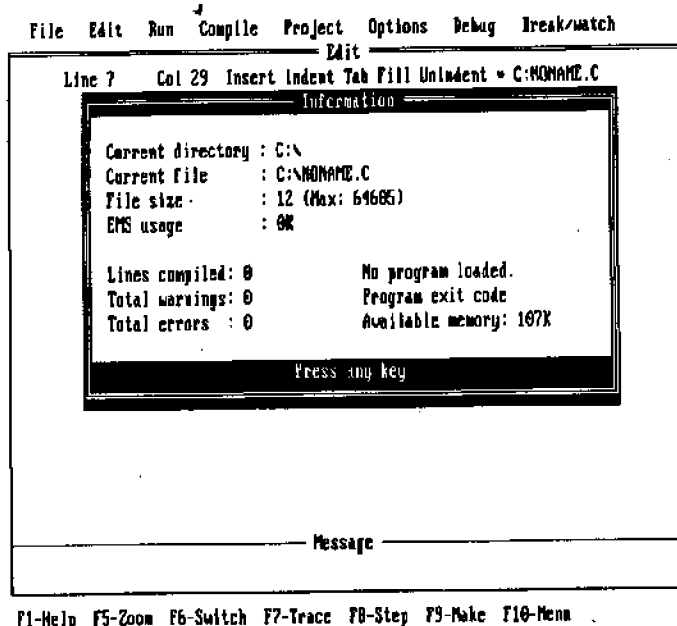 File Edit Run Compile Project Options Debug Break/watch
Edit
Line 7 Col 29 Insert Indent Tab Fill Unindent * C:NONAME.C
Information
Current directory : C:\
Current file : C:\NONAME.C
File size : 12 (Max: 64605)
EMS usage : 0K
Lines compiled: 0 No program loaded.
Total warnings: 0 Program exit code
Total errors : 0 Available memory: 107K
Press any key
Message
F1-Help F5-Zoom F6-Switch F7-Trace F8-Step F9-Make F10-Menu